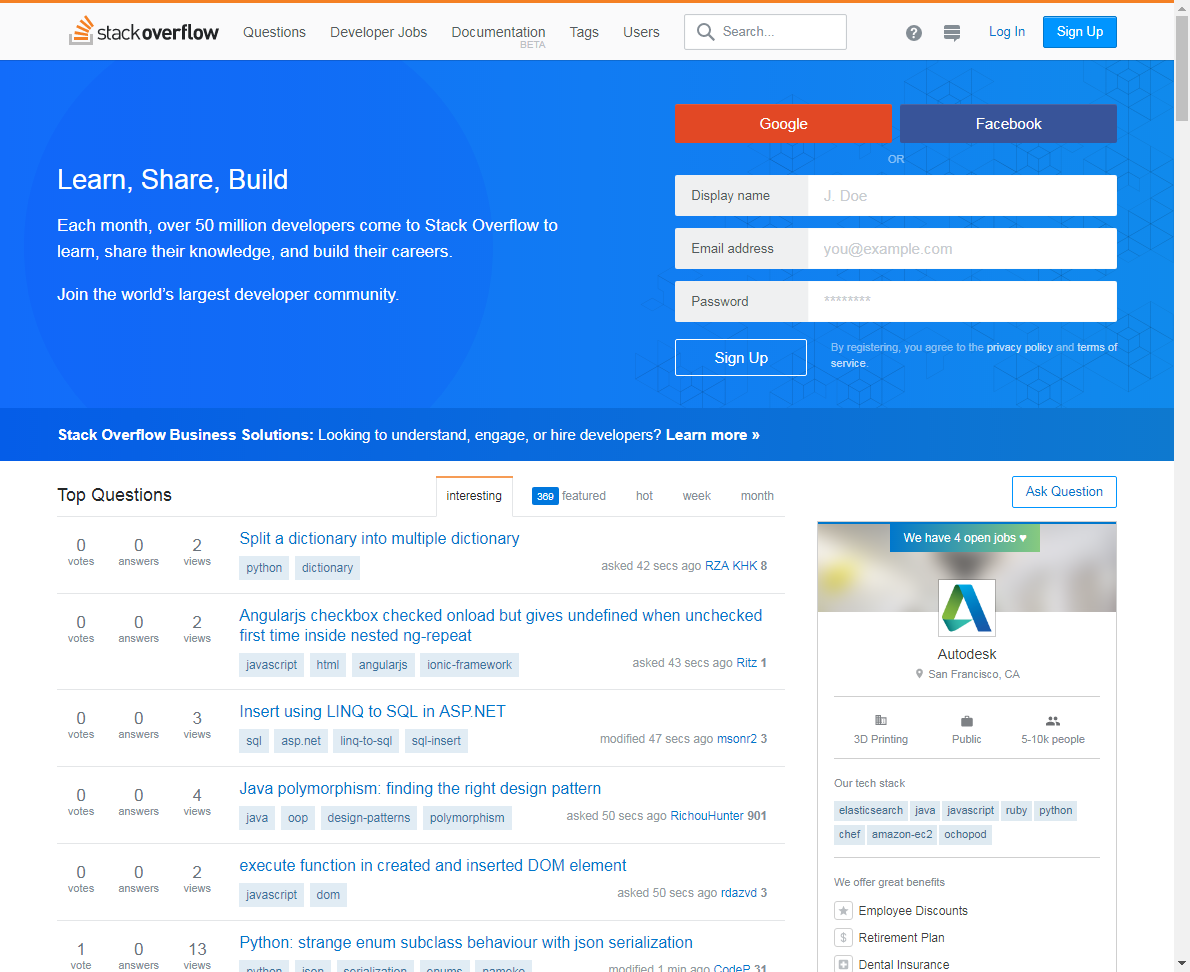 stack overflow Questions Developer Jobs Documentation Tags Users Search... ? Log In Sign Up
BETA
Google Facebook
OR
Learn, Share, Build
Each month, over 50 million developers come to Stack Overflow to
learn, share their knowledge, and build their careers.
Join the world's largest developer community.
Display name J. Doe
Email address you@example.com
Password ********
Sign Up
By registering, you agree to the privacy policy and terms of
service.
Stack Overflow Business Solutions: Looking to understand, engage, or hire developers? Learn more »
Top Questions interesting 369 featured hot week month
0 votes 0 answers 2 views
Split a dictionary into multiple dictionary
python dictionary
asked 42 secs ago RZA KHK 8
0 votes 0 answers 2 views
Angularjs checkbox checked onload but gives undefined when unchecked
first time inside nested ng-repeat
javascript html angularjs ionic-framework
asked 43 secs ago Ritz 1
0 votes 0 answers 3 views
Insert using LINQ to SQL in ASP.NET
sql asp.net linq-to-sql sql-insert
modified 47 secs ago msonr2 3
0 votes 0 answers 4 views
Java polymorphism: finding the right design pattern
java oop design-patterns polymorphism
asked 50 secs ago RichouHunter 901
0 votes 0 answers 2 views
execute function in created and inserted DOM element
javascript dom
asked 50 secs ago rdazvd 3
1 vote 0 answers 13 views
Python: strange enum subclass behaviour with json serialization
python json serialization enums nameko
modified 1 min ago CodeP 31
Ask Question
We have 4 open jobs ♥
Autodesk
San Francisco, CA
3D Printing Public 5-10k people
Our tech stack
elasticsearch java javascript ruby python
chef amazon-ec2 ochopod
We offer great benefits
Employee Discounts
$ Retirement Plan
Dental Insurance